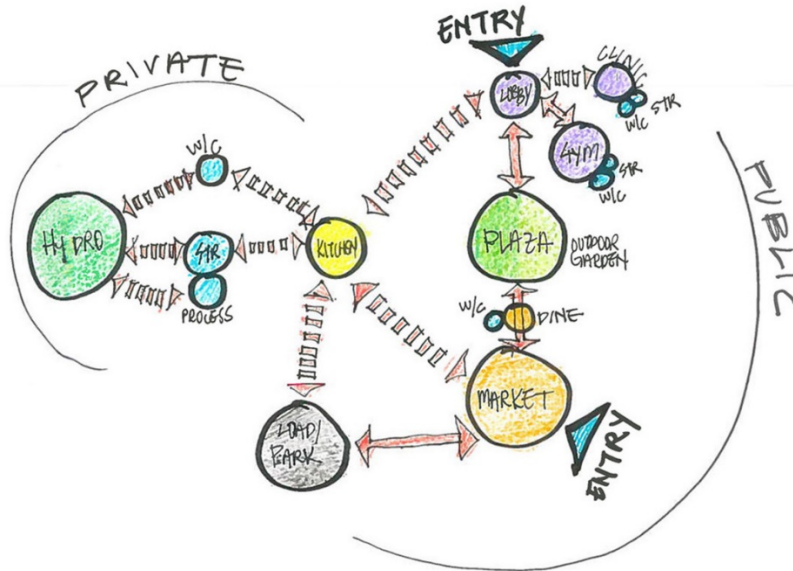 ENTRY
PRIVATE
CLINIC
LOBBY
STR
W/C
W/C
GYM
STR
W/C
PUBLIC
HYDRO
STR
KITCHEN
PLAZA
OUTDOOR
GARDEN
PROCESS
W/C
DINE
MARKET
LOAD/
PARK
ENTRY